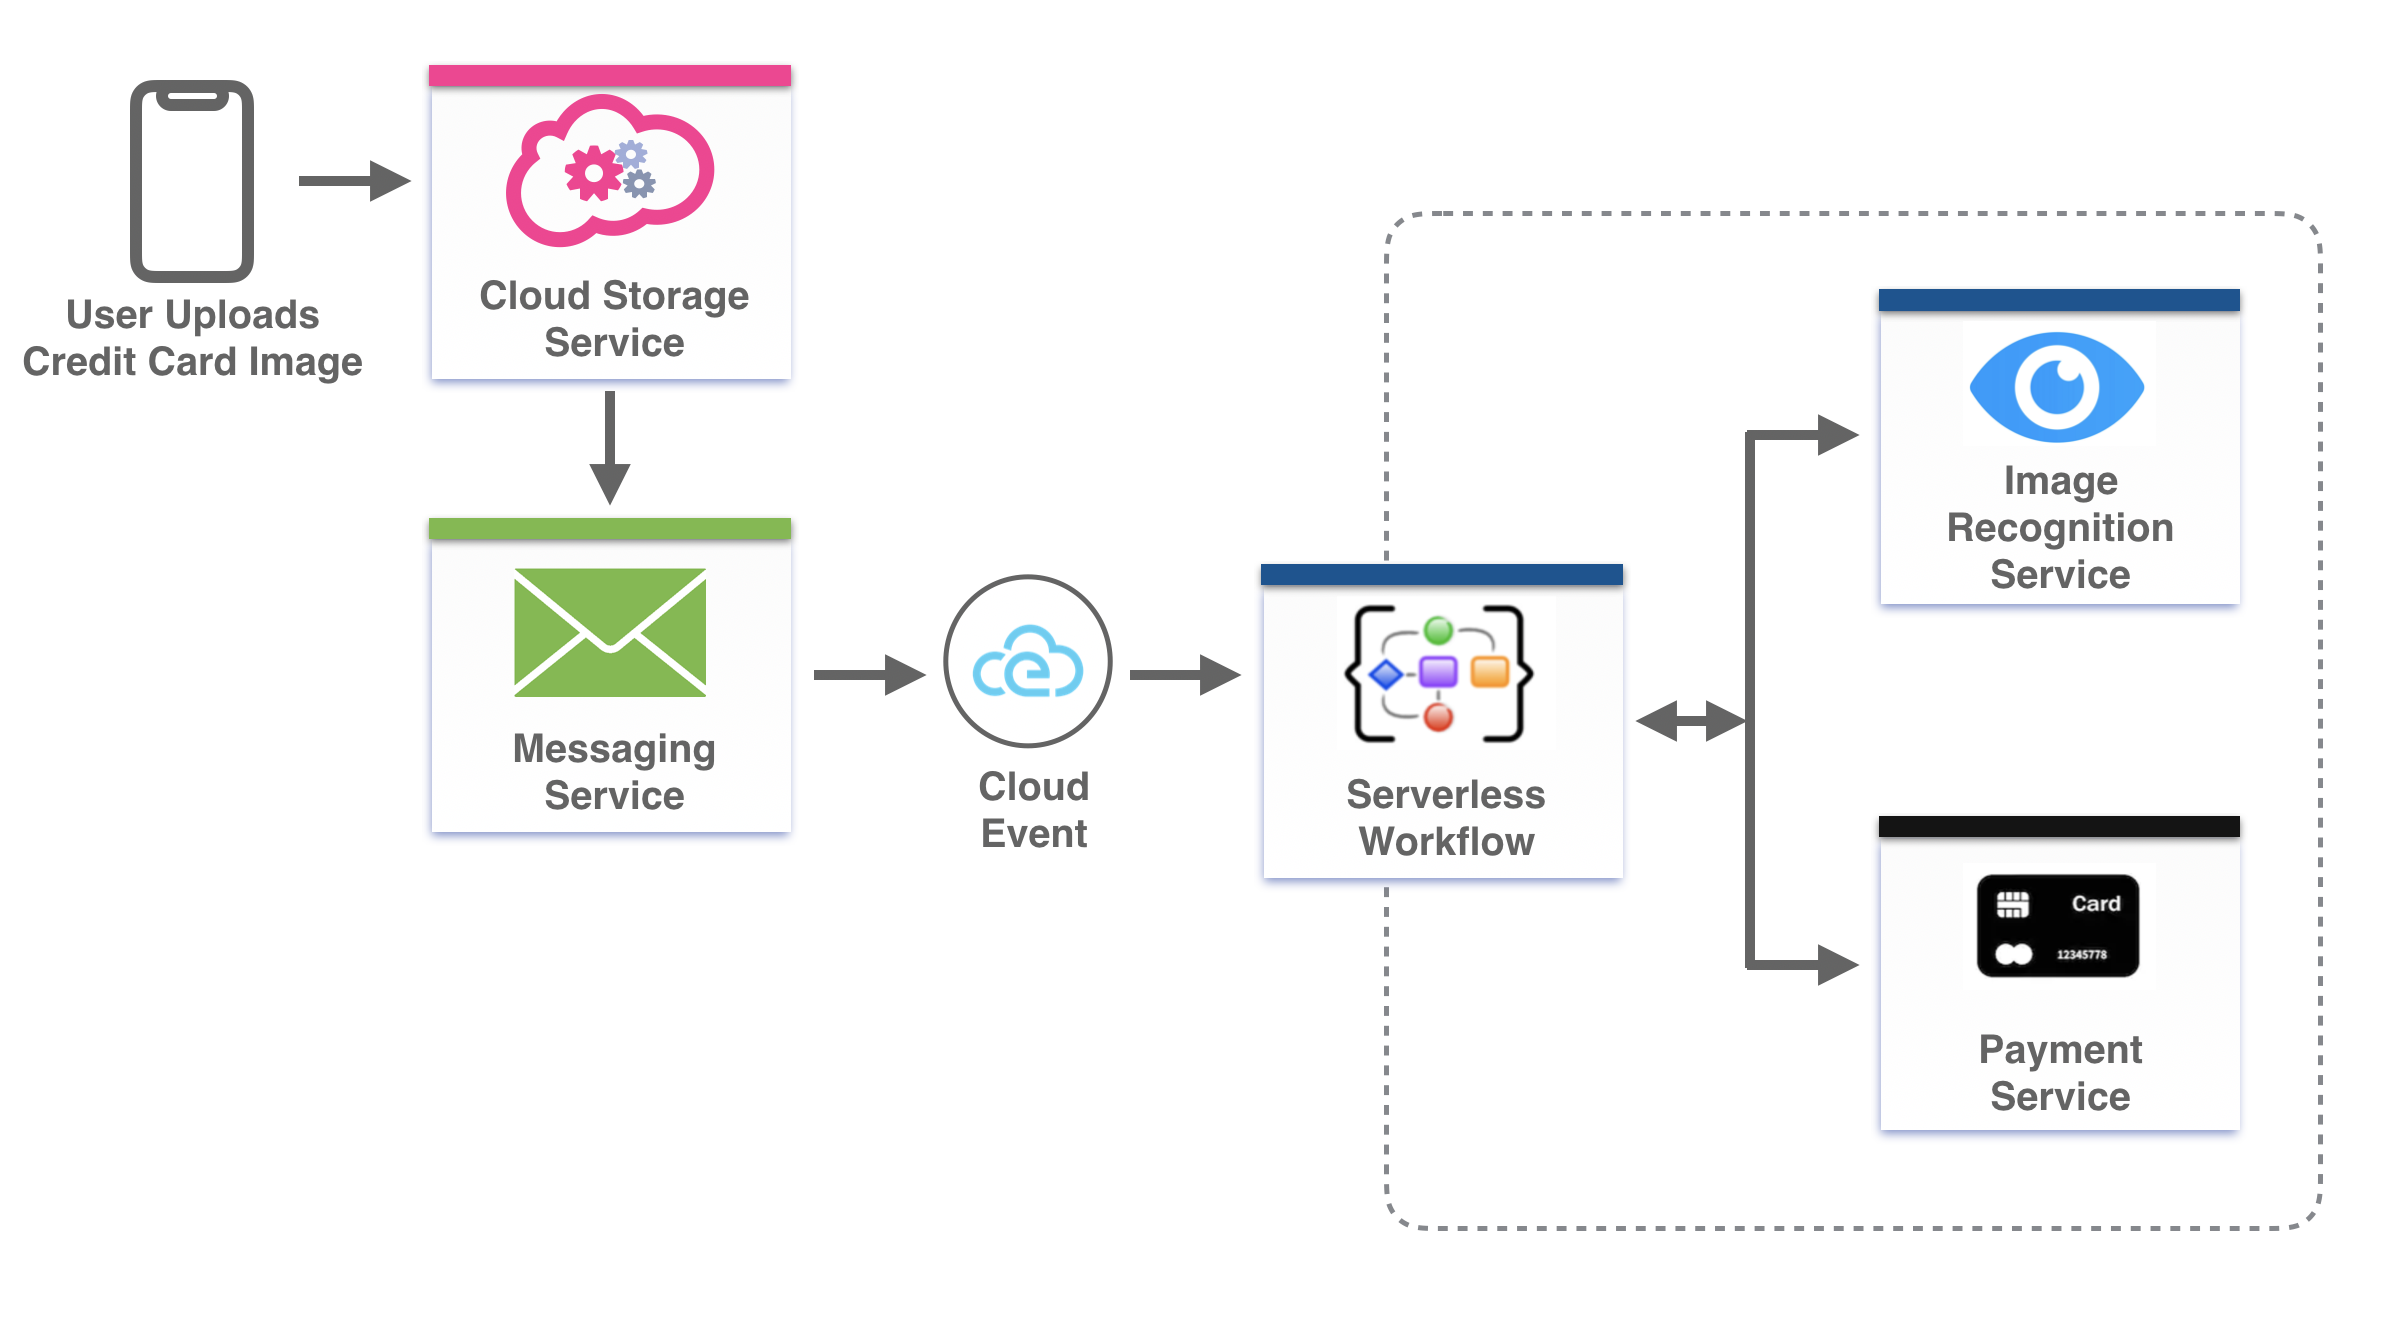 User Uploads
Credit Card Image
Cloud Storage
Service
Messaging
Service
Cloud
Event
Serverless
Workflow
Image
Recognition
Service
Card
12345778
Payment
Service